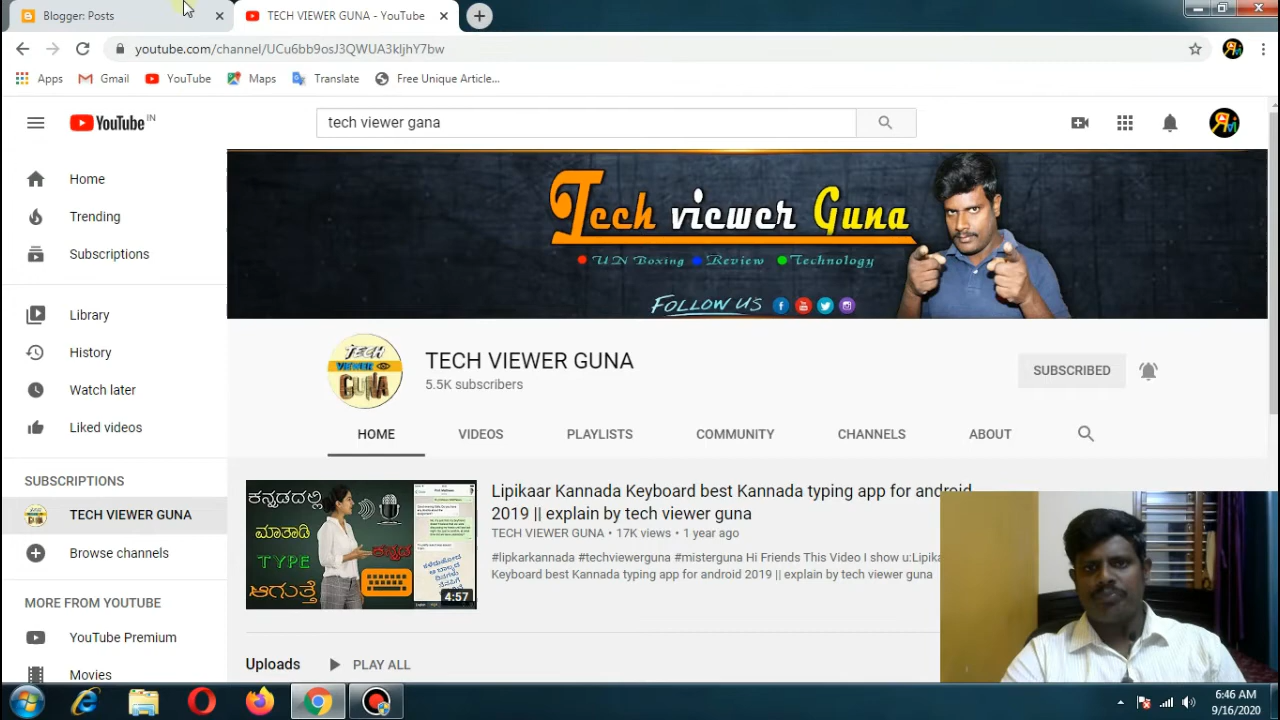 Blogger: Posts
TECH VIEWER GUNA - YouTube
youtube.com/channel/UCu6bb9osJ3QWUA3kIjhY7bw
Apps Gmail YouTube Maps Translate Free Unique Article...
YouTube IN
tech viewer gana
Home
Trending
Subscriptions
Library
History
Watch later
Liked videos
SUBSCRIPTIONS
TECH VIEWER GUNA
Browse channels
MORE FROM YOUTUBE
YouTube Premium
Movies
Tech viewer Guna
UN Boxing Review Technology
FOLLOW US
TECH VIEWER GUNA
TECH VIEWER GUNA
5.5K subscribers
SUBSCRIBED
HOME VIDEOS PLAYLISTS COMMUNITY CHANNELS ABOUT
ಕನ್ನಡದಲ್ಲಿ
ಮಾತಾಡಿ
TYPE
ಆಗುತ್ತೆ
4:57
Lipikaar Kannada Keyboard best Kannada typing app for android
2019 || explain by tech viewer guna
TECH VIEWER GUNA • 17K views • 1 year ago
#lipkarkannada #techviewerguna #misterguna Hi Friends This Video I show u:Lipika
Keyboard best Kannada typing app for android 2019 || explain by tech viewer guna
Uploads PLAY ALL
6:46 AM
9/16/2020